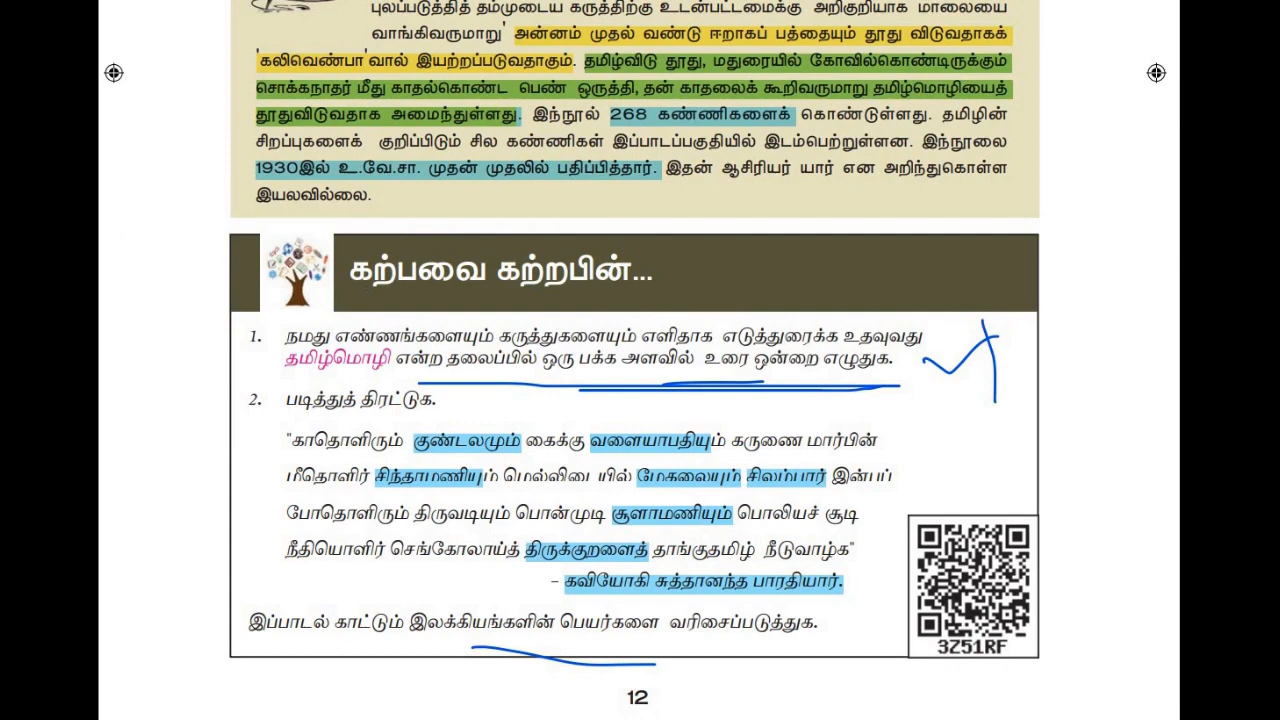 புலப்படுத்தித் தம்முடைய கருத்திற்கு உடன்பட்டமைக்கு அறிகுறியாக மாலையை
வாங்கிவருமாறு' அன்னம் முதல் வண்டு ஈறாகப் பத்தையும் தூது விடுவதாகக்
'கலிவெண்பா'வால் இயற்றப்படுவதாகும். தமிழ்விடு தூது, மதுரையில் கோவில்கொண்டிருக்கும்
சொக்கநாதர் மீது காதல்கொண்ட பெண் ஒருத்தி, தன் காதலைக் கூறிவருமாறு தமிழ்மொழியைத்
தூதுவிடுவதாக அமைந்துள்ளது. இந்நூல் 268 கண்ணிகளைக் கொண்டுள்ளது. தமிழின்
சிறப்புகளைக் குறிப்பிடும் சில கண்ணிகள் இப்பாடப்பகுதியில் இடம்பெற்றுள்ளன. இந்நூலை
1930இல் உ.வே.சா. முதன் முதலில் பதிப்பித்தார். இதன் ஆசிரியர் யார் என அறிந்துகொள்ள
இயலவில்லை.
கற்பவை கற்றபின்...
1. நமது எண்ணங்களையும் கருத்துகளையும் எளிதாக எடுத்துரைக்க உதவுவது
தமிழ்மொழி என்ற தலைப்பில் ஒரு பக்க அளவில் உரை ஒன்றை எழுதுக.
2. படித்துத் திரட்டுக.
"காதொளிரும் குண்டலமும் கைக்கு வளையாபதியும் கருணை மார்பின்
மீதொளிர் சிந்தாமணியும் மெல்லிடை யில் மேகலையும் சிலம்பார் இன்பப்
போதொளிரும் திருவடியும் பொன்முடி சூளாமணியும் பொலியச் சூடி
நீதியொளிர் செங்கோலாய்த் திருக்குறளைத் தாங்குதமிழ் நீடுவாழ்க"
– கவியோகி சுத்தானந்த பாரதியார்.
இப்பாடல் காட்டும் இலக்கியங்களின் பெயர்களை வரிசைப்படுத்துக.
3Z51RF
12